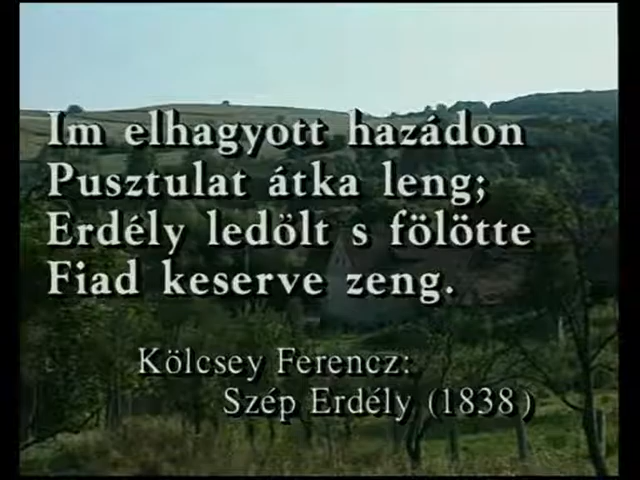 Im elhagyott hazádon
Pusztulat átka leng;
Erdély ledőlt s fölötte
Fiad keserve zeng.
Kölcsey Ferencz:
Szép Erdély (1838)